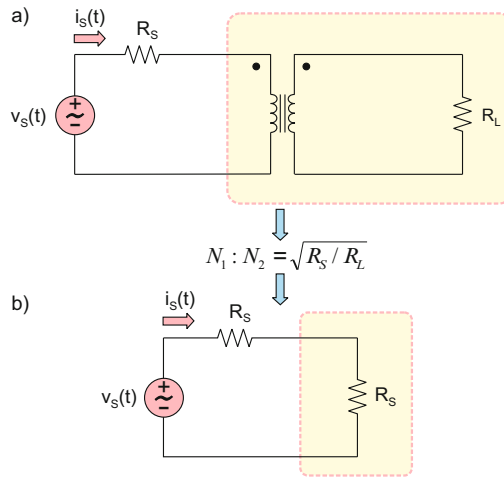 a)
i_S(t)
R_S
v_S(t)
R_L
N_1 : N_2 = √R_S / R_L
b)
i_S(t)
R_S
v_S(t)
R_S